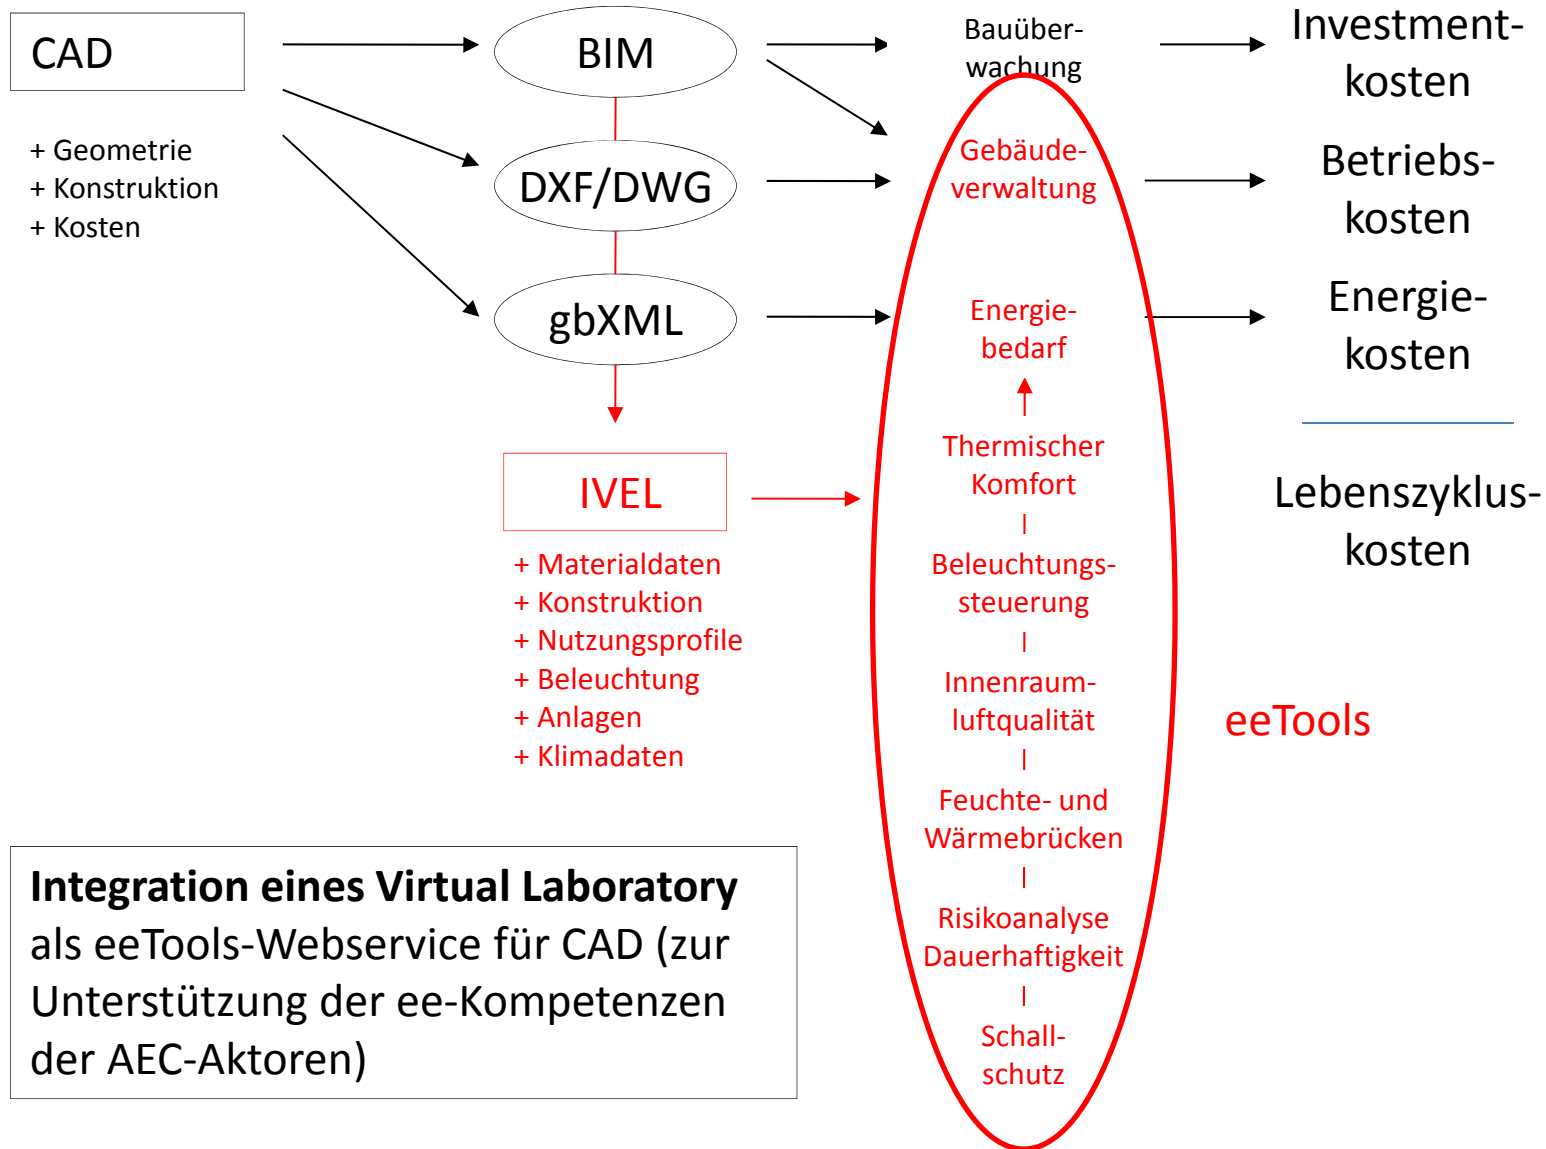 CAD
+ Geometrie
+ Konstruktion
+ Kosten
BIM
DXF/DWG
gbXML
IVEL
+ Materialdaten
+ Konstruktion
+ Nutzungsprofile
+ Beleuchtung
+ Anlagen
+ Klimadaten
Bauüber-
wachung
Gebäude-
verwaltung
Energie-
bedarf
Thermischer
Komfort
Beleuchtungs-
steuerung
Innenraum-
luftqualität
Feuchte- und
Wärmebrücken
Risikoanalyse
Dauerhaftigkeit
Schall-
schutz
Investment-
kosten
Betriebs-
kosten
Energie-
kosten
Lebenszyklus-
kosten
eeTools
Integration eines Virtual Laboratory
als eeTools-Webservice für CAD (zur
Unterstützung der ee-Kompetenzen
der AEC-Aktoren)